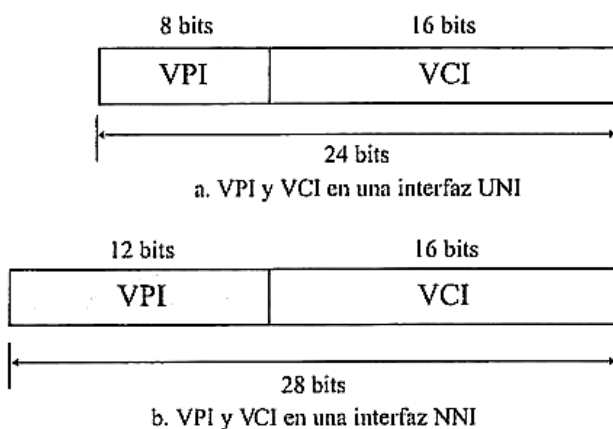 8 bits 16 bits
VPI VCI
24 bits
a. VPI y VCI en una interfaz UNI
12 bits 16 bits
VPI VCI
28 bits
b. VPI y VCI en una interfaz NNI